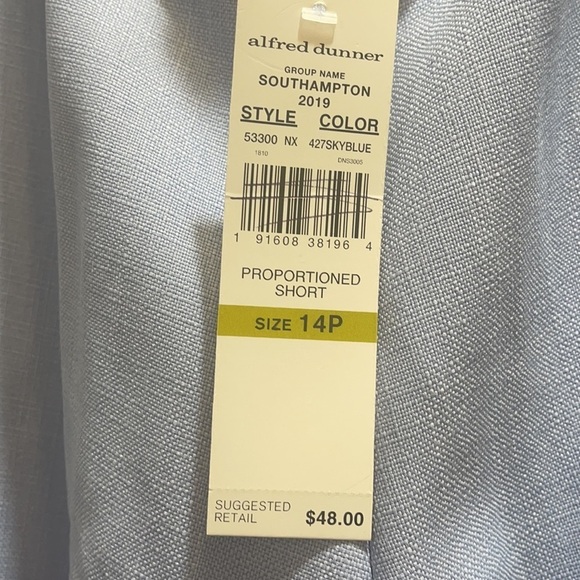 alfred dunner
GROUP NAME
SOUTHAMPTON
2019
STYLE COLOR
53300 NX 427SKYBLUE
1810 DNS3005
1 91608 38196 4
PROPORTIONED
SHORT
SIZE 14P
SUGGESTED
RETAIL $48.00